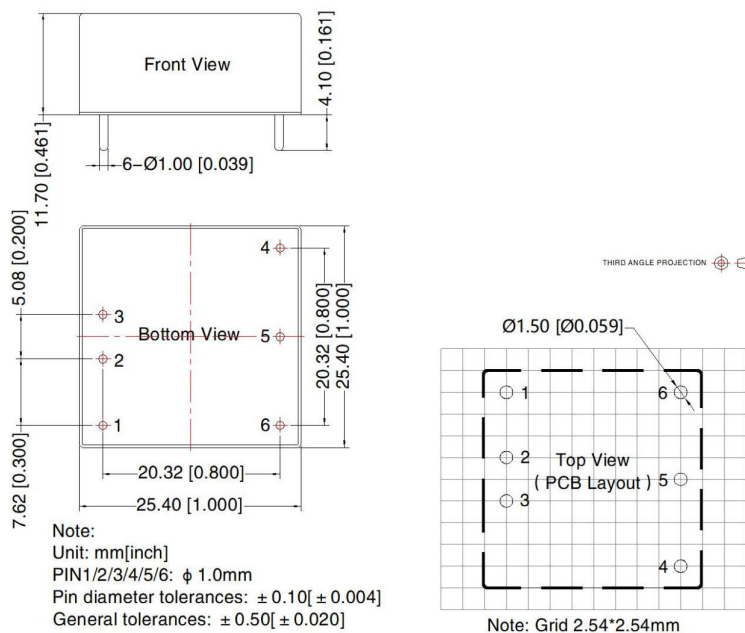 Front View
4.10 [0.161]
11.70 [0.461]
6-Ø1.00 [0.039]
5.08 [0.200]
7.62 [0.300]
4
3
Bottom View
5
2
1
6
20.32 [0.800]
25.40 [1.000]
20.32 [0.800]
25.40 [1.000]
Note:
Unit: mm[inch]
PIN1/2/3/4/5/6: ϕ 1.0mm
Pin diameter tolerances: ±0.10[±0.004]
General tolerances: ±0.50[±0.020]
THIRD ANGLE PROJECTION
Ø1.50 [Ø0.059]
1
6
2
Top View
( PCB Layout )
5
3
4
Note: Grid 2.54*2.54mm